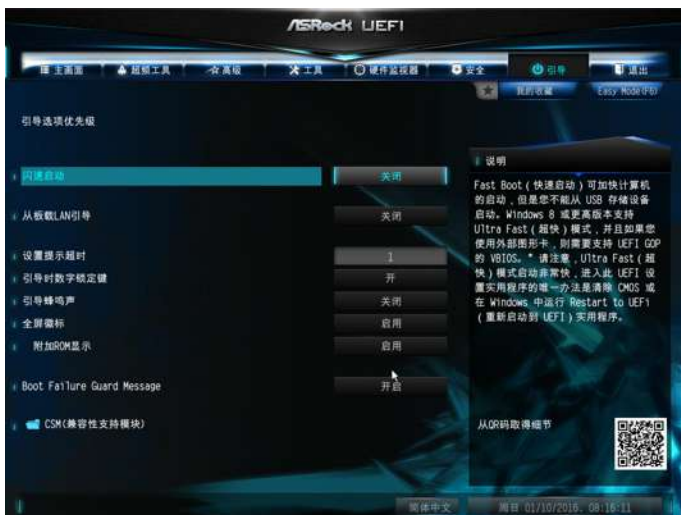 ASRock UEFI
主画面
超频工具
高级
工具
硬件监视器
安全
引导
退出
我的收藏
Easy Mode(F6)
引导选项优先级
闪速启动 关闭
从板载LAN引导 关闭
设置提示超时 1
引导时数字锁定键 开
引导蜂鸣声 关闭
全屏徽标 启用
附加ROM显示 启用
Boot Failure Guard Message 开启
CSM(兼容性支持模块)
说明
Fast Boot(快速启动)可加快计算机
的启动，但是您不能从 USB 存储设备
启动。Windows 8 或更高版本支持
Ultra Fast(超快)模式，并且如果您
使用外部图形卡，则需要支持 UEFI GOP
的 VBIOS。* 请注意，Ultra Fast(超
快)模式启动非常快，进入此 UEFI 设
置实用程序的唯一办法是清除 CMOS 或
在 Windows 中运行 Restart to UEFI
(重新启动到 UEFI)实用程序。
从QR码取得细节
简体中文
周日 01/10/2016, 08:16:11